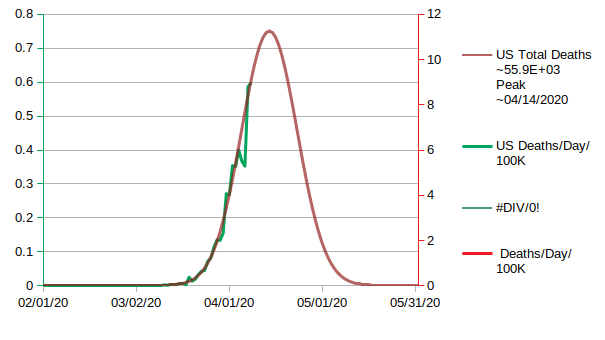 0.8
0.7
0.6
0.5
0.4
0.3
0.2
0.1
0
12
10
8
6
4
2
0
02/01/20
03/02/20
04/01/20
05/01/20
05/31/20
US Total Deaths
~55.9E+03
Peak
~04/14/2020
US Deaths/Day/
100K
#DIV/0!
Deaths/Day/
100K